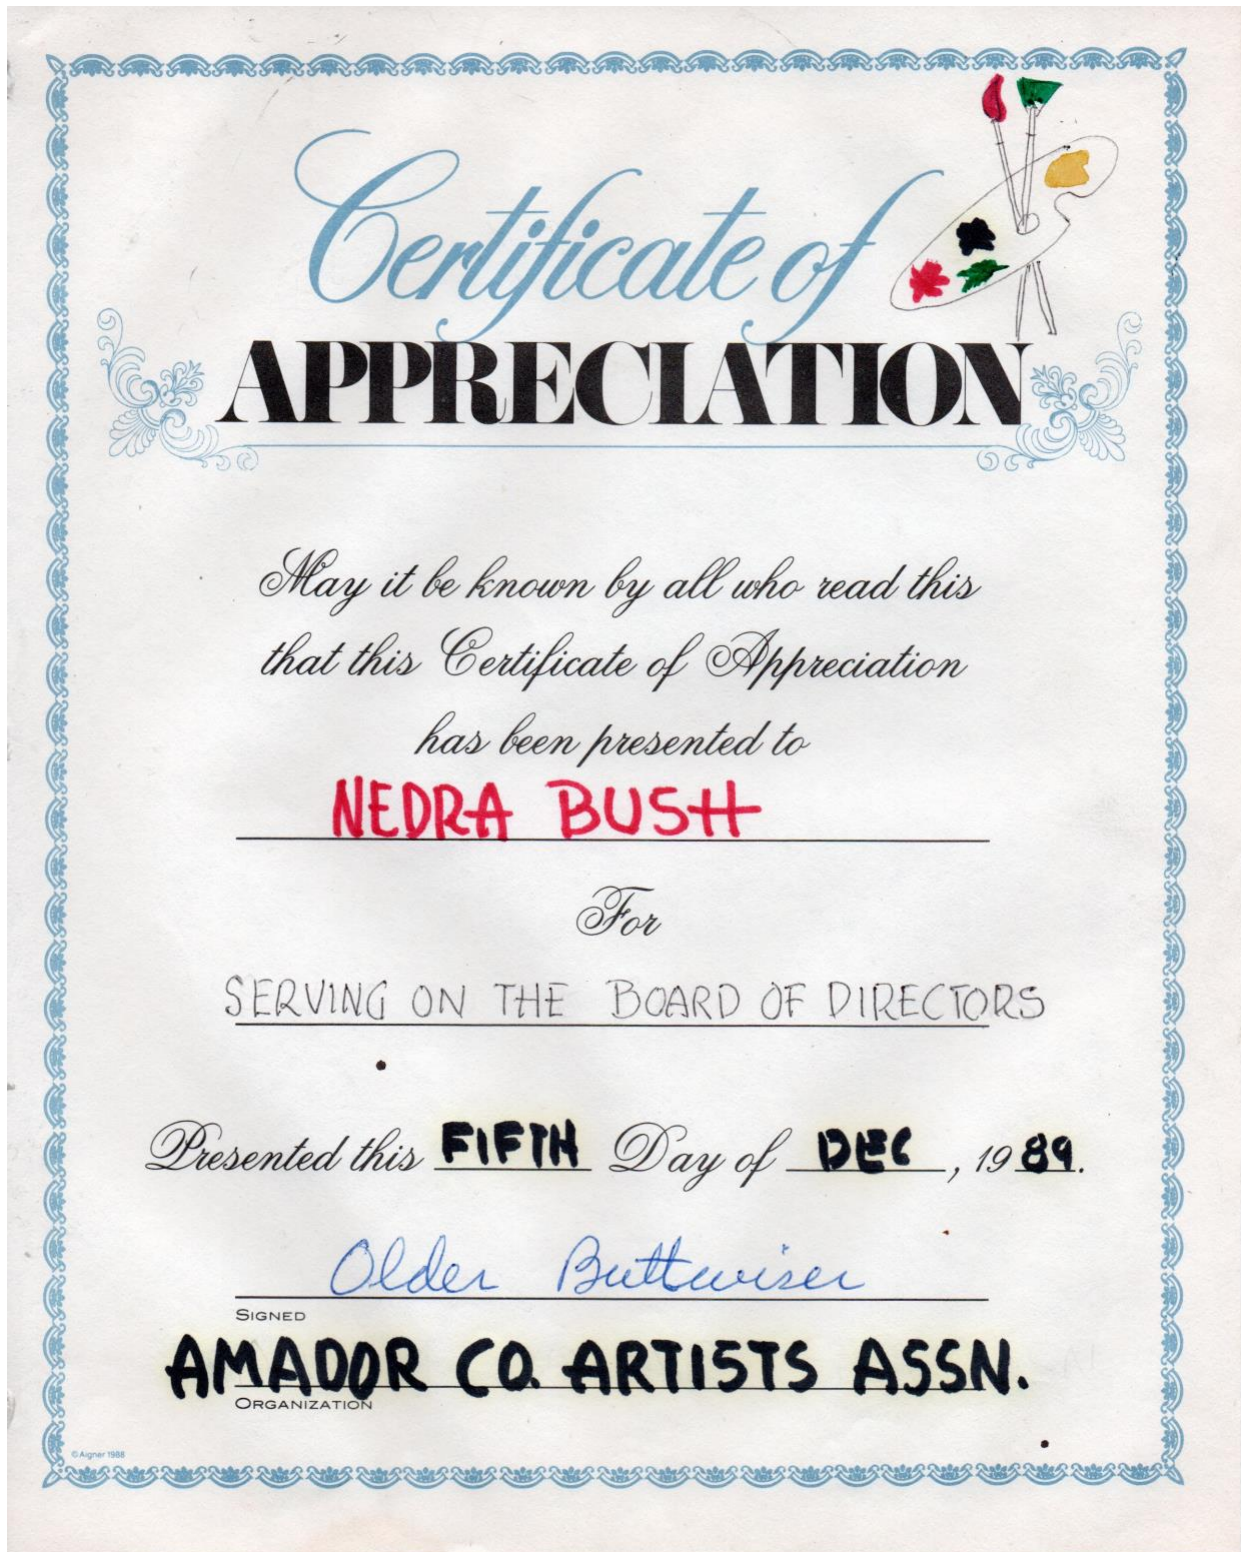 Certificate of
APPRECIATION
May it be known by all who read this
that this Certificate of Appreciation
has been presented to
NEDRA BUSH
For
SERVING ON THE BOARD OF DIRECTORS
Presented this FIFTH Day of DEC, 1989.
Older Buttewiser
SIGNED
AMADOR CO. ARTISTS ASSN.
ORGANIZATION
© Aigner 1988